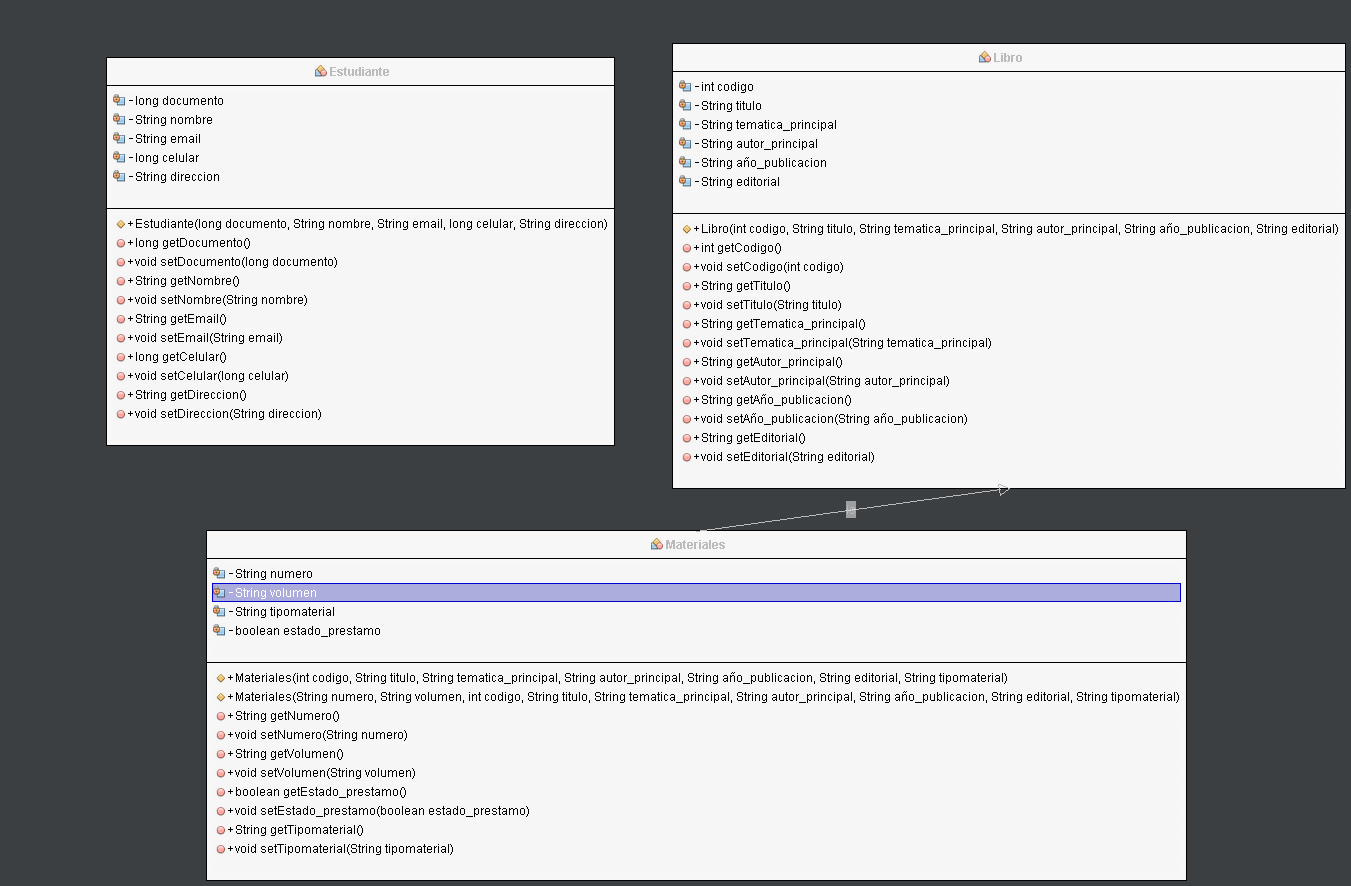 Estudiante
-long documento
-String nombre
-String email
-long celular
-String direccion
+Estudiante(long documento, String nombre, String email, long celular, String direccion)
+long getDocumento()
+void setDocumento(long documento)
+String getNombre()
+void setNombre(String nombre)
+String getEmail()
+void setEmail(String email)
+long getCelular()
+void setCelular(long celular)
+String getDireccion()
+void setDireccion(String direccion)
Libro
-int codigo
-String titulo
-String tematica_principal
-String autor_principal
-String año_publicacion
-String editorial
+Libro(int codigo, String titulo, String tematica_principal, String autor_principal, String año_publicacion, String editorial)
+int getCodigo()
+void setCodigo(int codigo)
+String getTitulo()
+void setTitulo(String titulo)
+String getTematica_principal()
+void setTematica_principal(String tematica_principal)
+String getAutor_principal()
+void setAutor_principal(String autor_principal)
+String getAño_publicacion()
+void setAño_publicacion(String año_publicacion)
+String getEditorial()
+void setEditorial(String editorial)
Materiales
-String numero
-String volumen
-String tipomaterial
-boolean estado_prestamo
+Materiales(int codigo, String titulo, String tematica_principal, String autor_principal, String año_publicacion, String editorial, String tipomaterial)
+Materiales(String numero, String volumen, int codigo, String titulo, String tematica_principal, String autor_principal, String año_publicacion, String editorial, String tipomaterial)
+String getNumero()
+void setNumero(String numero)
+String getVolumen()
+void setVolumen(String volumen)
+boolean getEstado_prestamo()
+void setEstado_prestamo(boolean estado_prestamo)
+String getTipomaterial()
+void setTipomaterial(String tipomaterial)